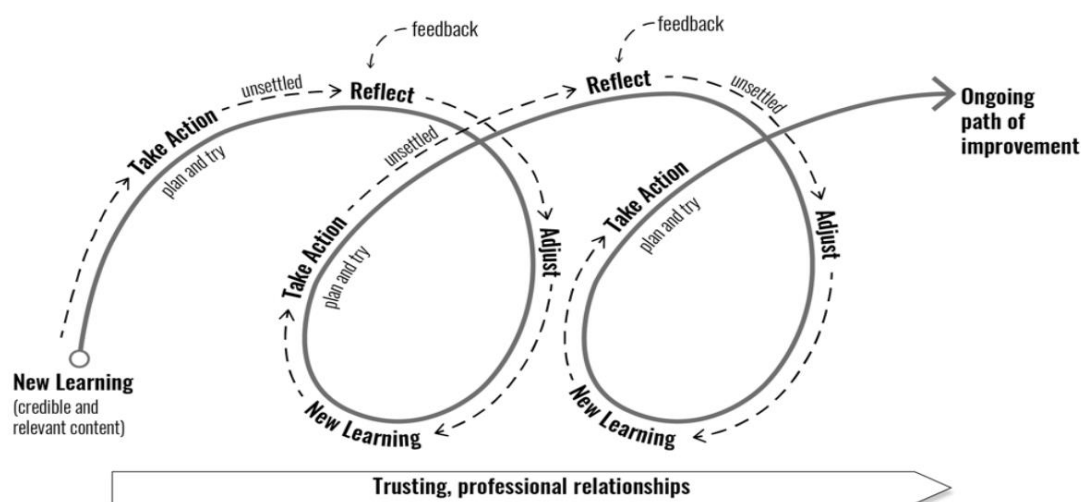 feedback
feedback
unsettled
Reflect
unsettled
Reflect
unsettled
Take Action
plan and try
Ongoing
path of
improvement
Take Action
plan and try
Adjust
Take Action
plan and try
Adjust
New Learning
(credible and
relevant content)
New Learning
New Learning
Trusting, professional relationships